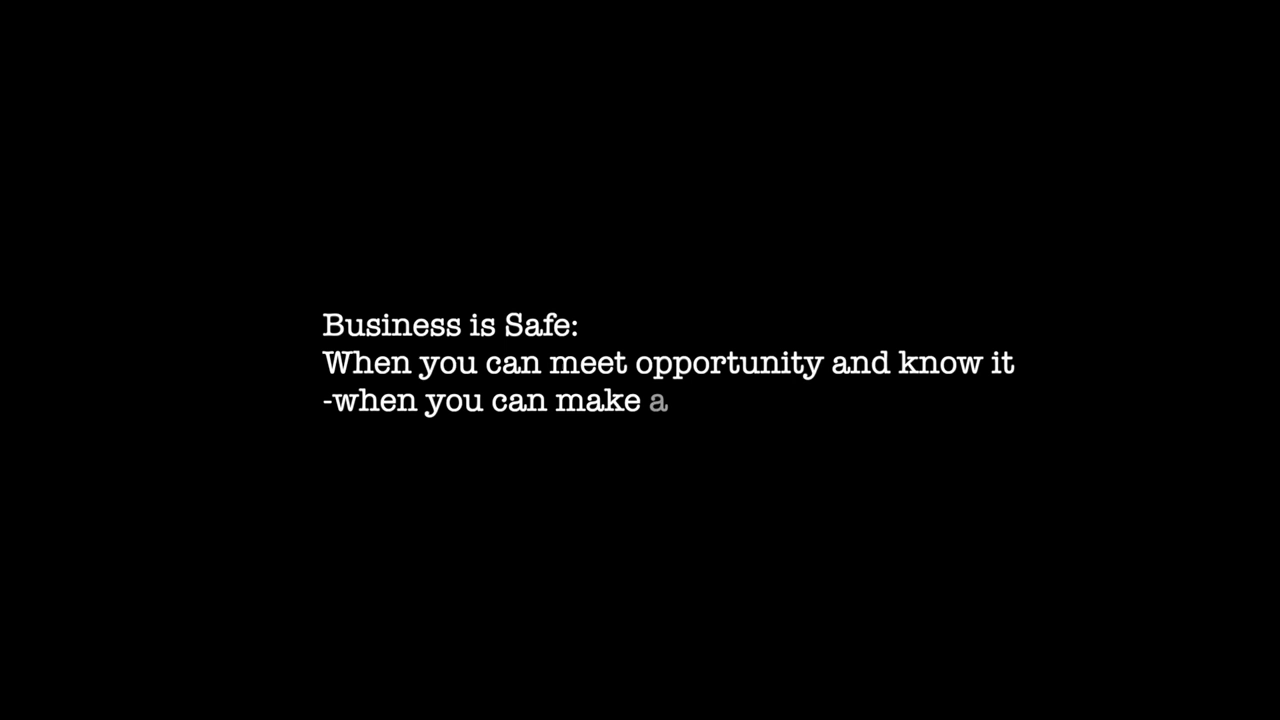 Business is Safe:
When you can meet opportunity and know it
-when you can make a